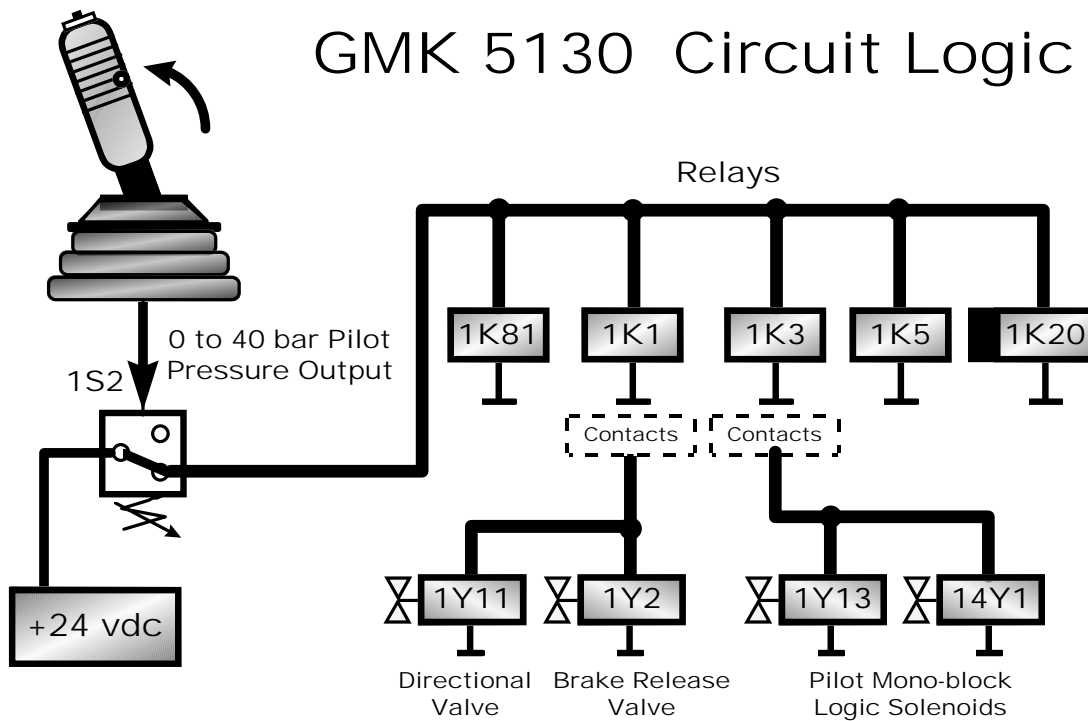 GMK 5130 Circuit Logic
Relays
1K81
1K1
1K3
1K5
1K20
0 to 40 bar Pilot
Pressure Output
1S2
Contacts
Contacts
+24 vdc
1Y11
1Y2
1Y13
14Y1
Directional
Valve
Brake Release
Valve
Pilot Mono-block
Logic Solenoids